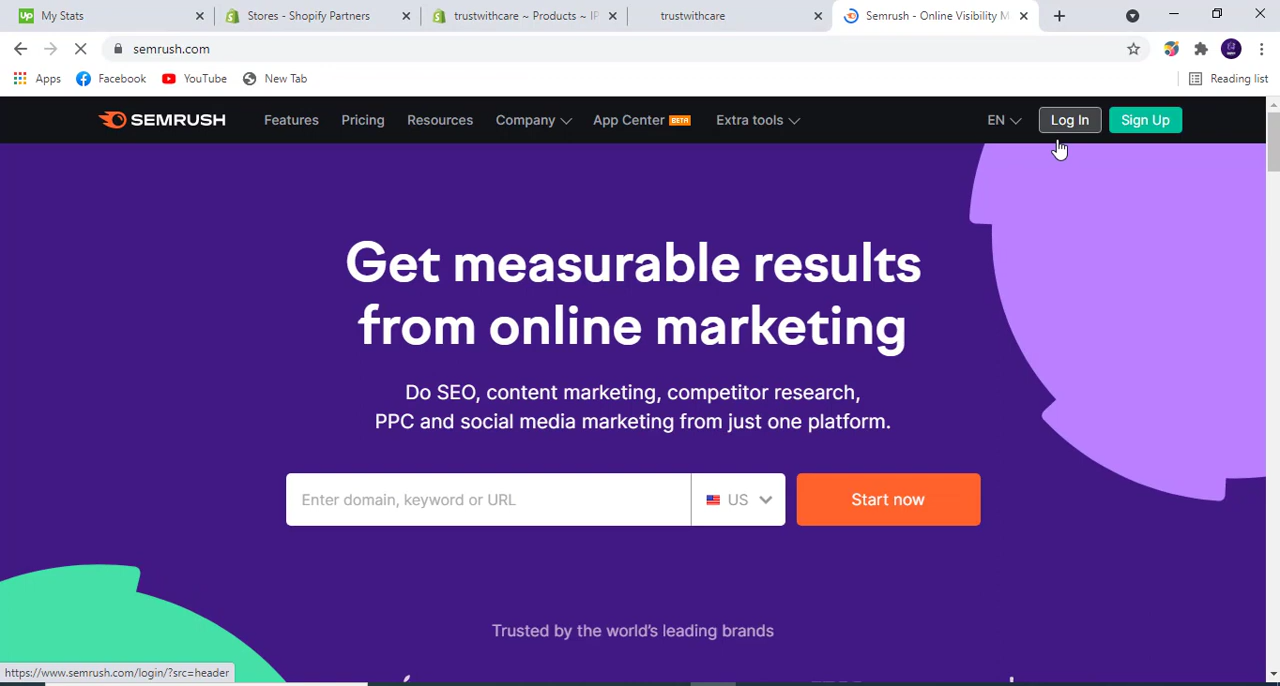 My Stats
Stores - Shopify Partners
trustwithcare ~ Products ~ IP
trustwithcare
Semrush - Online Visibility M
semrush.com
Apps
Facebook
YouTube
New Tab
Reading list
SEMRUSH
Features
Pricing
Resources
Company
App Center BETA
Extra tools
EN
Log In
Sign Up
Get measurable results
from online marketing
Do SEO, content marketing, competitor research,
PPC and social media marketing from just one platform.
Enter domain, keyword or URL
US
Start now
Trusted by the world's leading brands
https://www.semrush.com/login/?src=header